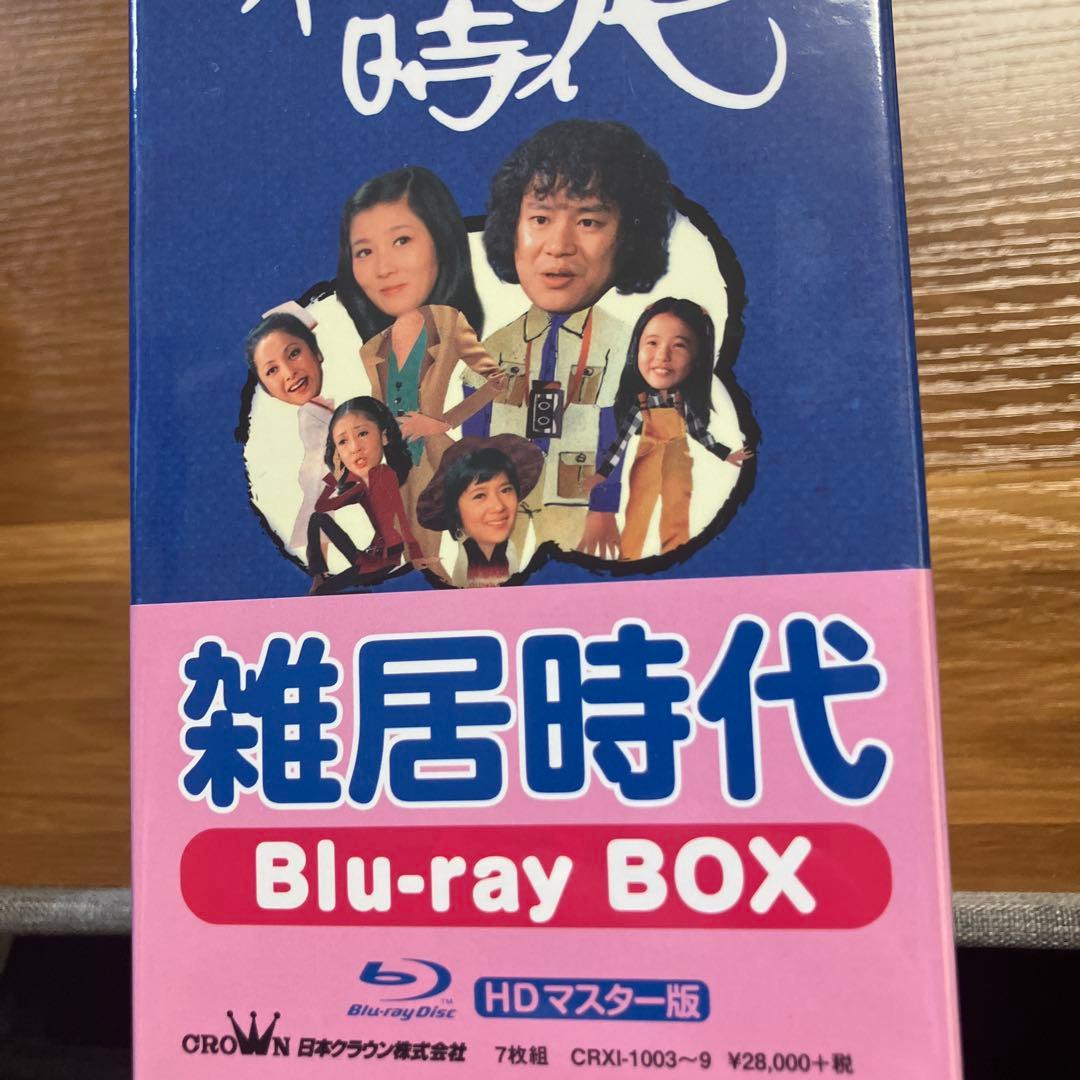 時代
雑居時代
Blu-ray BOX
Blu-ray Disc™
HDマスター版
CROWN 日本クラウン株式会社 7枚組 CRXI-1003～9 ¥28,000+税